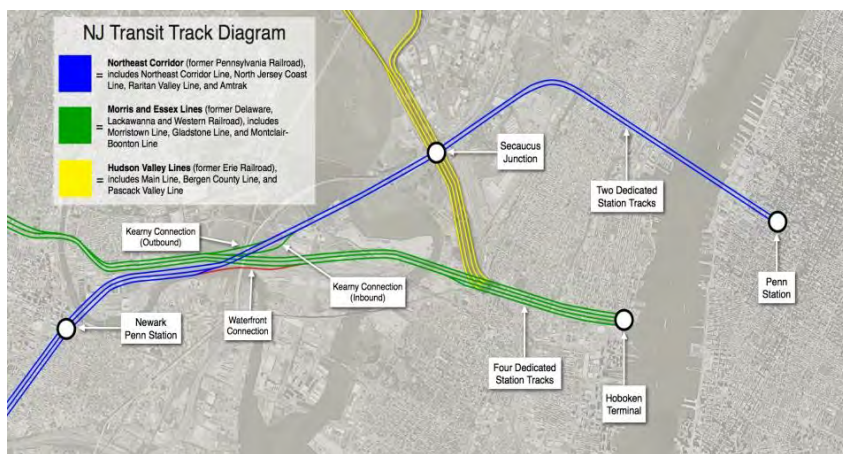 NJ Transit Track Diagram
Northeast Corridor (former Pennsylvania Railroad),
= includes Northeast Corridor Line, North Jersey Coast
Line, Raritan Valley Line, and Amtrak
Morris and Essex Lines (former Delaware,
Lackawanna and Western Railroad), includes
= Morristown Line, Gladstone Line, and Montclair-
Boonton Line
Hudson Valley Lines (former Erie Railroad),
= includes Main Line, Bergen County Line, and
Pascack Valley Line
Secaucus
Junction
Two Dedicated
Station Tracks
Kearny Connection
(Outbound)
Kearny Connection
(Inbound)
Penn
Station
Newark
Penn Station
Waterfront
Connection
Four Dedicated
Station Tracks
Hoboken
Terminal